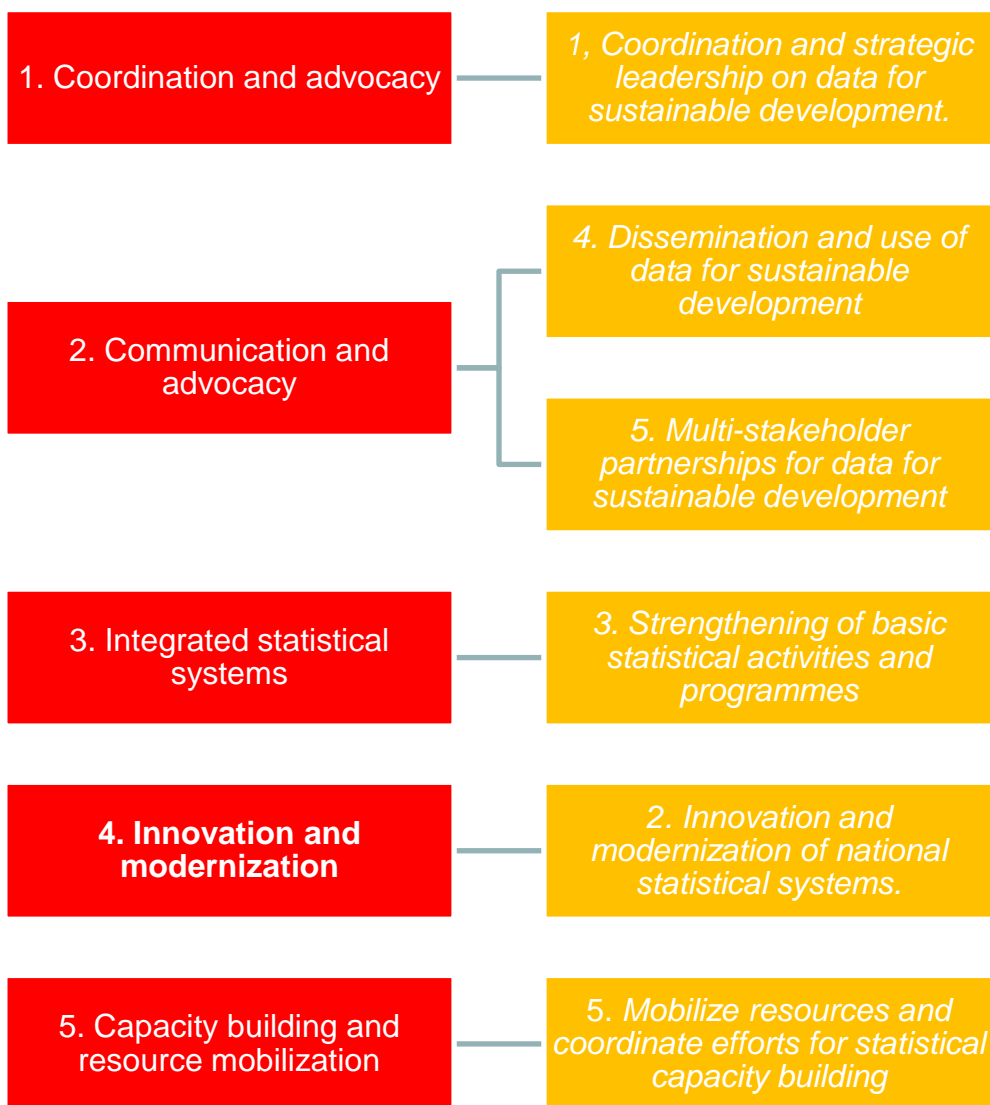 1. Coordination and advocacy
1, Coordination and strategic
leadership on data for
sustainable development.
2. Communication and
advocacy
4. Dissemination and use of
data for sustainable
development
5. Multi-stakeholder
partnerships for data for
sustainable development
3. Integrated statistical
systems
3. Strengthening of basic
statistical activities and
programmes
4. Innovation and
modernization
2. Innovation and
modernization of national
statistical systems.
5. Capacity building and
resource mobilization
5. Mobilize resources and
coordinate efforts for statistical
capacity building